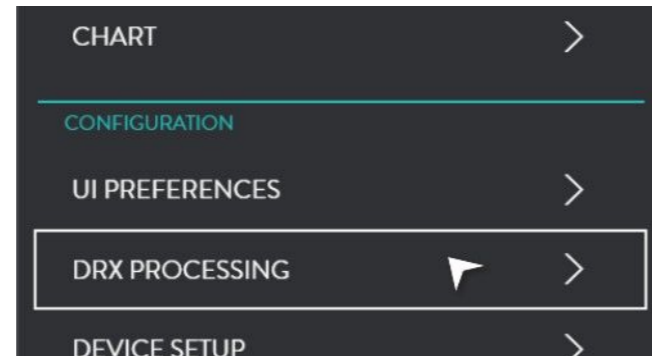 CHART
CONFIGURATION
UI PREFERENCES
DRX PROCESSING
DEVICE SETUP